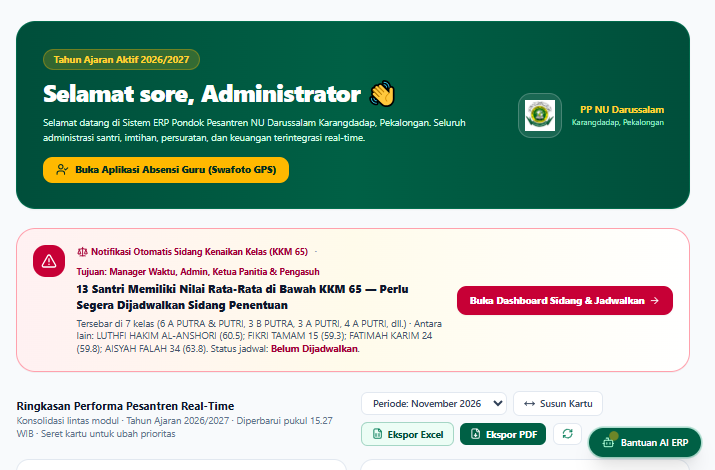 Tahun Ajaran Aktif 2026/2027
Selamat sore, Administrator 👋
Selamat datang di Sistem ERP Pondok Pesantren NU Darussalam Karangdadap, Pekalongan. Seluruh
administrasi santri, imtihan, persuratan, dan keuangan terintegrasi real-time.
Buka Aplikasi Absensi Guru (Swafoto GPS)
PP NU Darussalam
Karangdadap, Pekalongan
Notifikasi Otomatis Sidang Kenaikan Kelas (KKM 65) ·
Tujuan: Manager Waktu, Admin, Ketua Panitia & Pengasuh
13 Santri Memiliki Nilai Rata-Rata di Bawah KKM 65 — Perlu
Segera Dijadwalkan Sidang Penentuan
Tersebar di 7 kelas (6 A PUTRA & PUTRI, 3 B PUTRA, 3 A PUTRI, 4 A PUTRI, dll.) · Antara
lain: LUTHFI HAKIM AL-ANSHORI (60.5); FIKRI TAMAM 15 (59.3); FATIMAH KARIM 24
(59.8); AISYAH FALAH 34 (63.8). Status jadwal: Belum Dijadwalkan.
Buka Dashboard Sidang & Jadwalkan →
Ringkasan Performa Pesantren Real-Time
Konsolidasi lintas modul · Tahun Ajaran 2026/2027 · Diperbarui pukul 15.27
WIB · Seret kartu untuk ubah prioritas
Periode: November 2026
Susun Kartu
Ekspor Excel
Ekspor PDF
Bantuan AI ERP